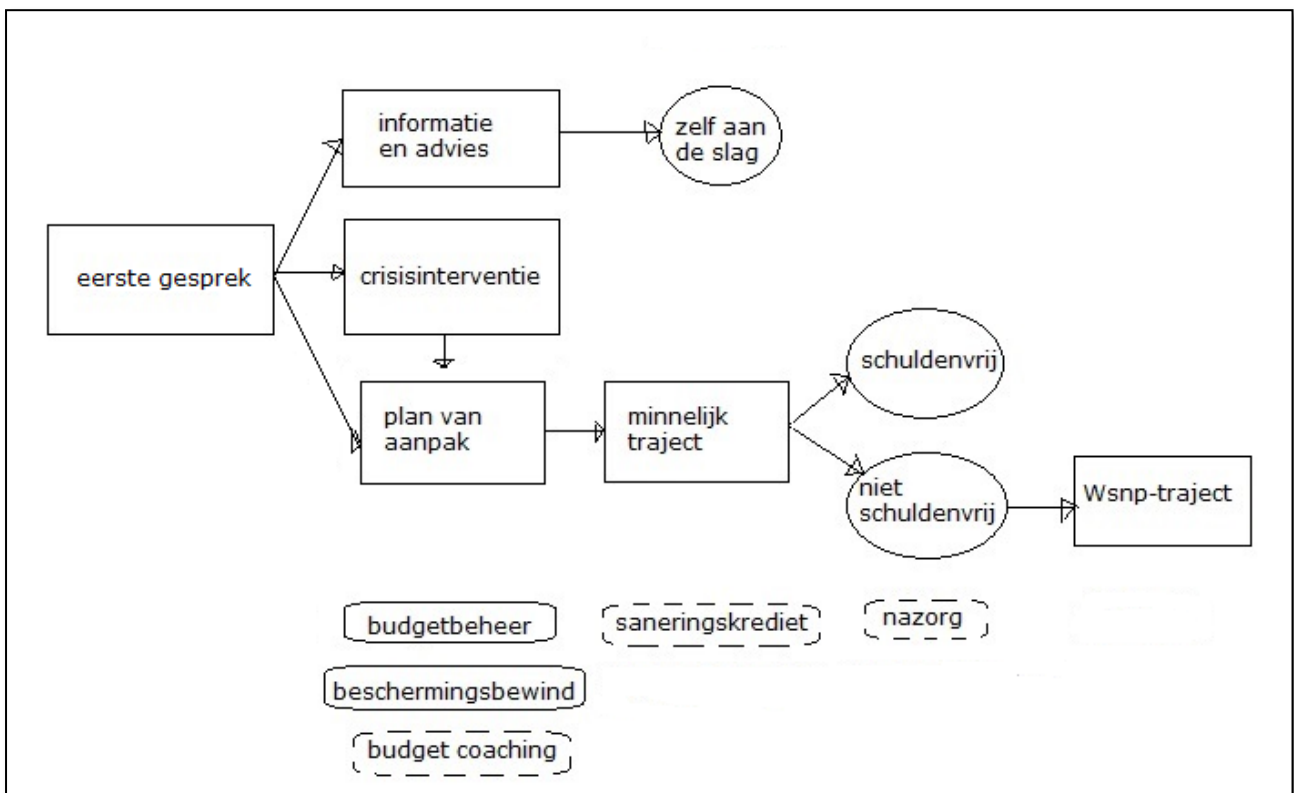 informatie
en advies
zelf aan
de slag
eerste gesprek
crisisinterventie
plan van
aanpak
minnelijk
traject
schuldenvrij
niet
schuldenvrij
Wsnp-traject
budgetbeheer
saneringskrediet
nazorg
beschermingsbewind
budget coaching